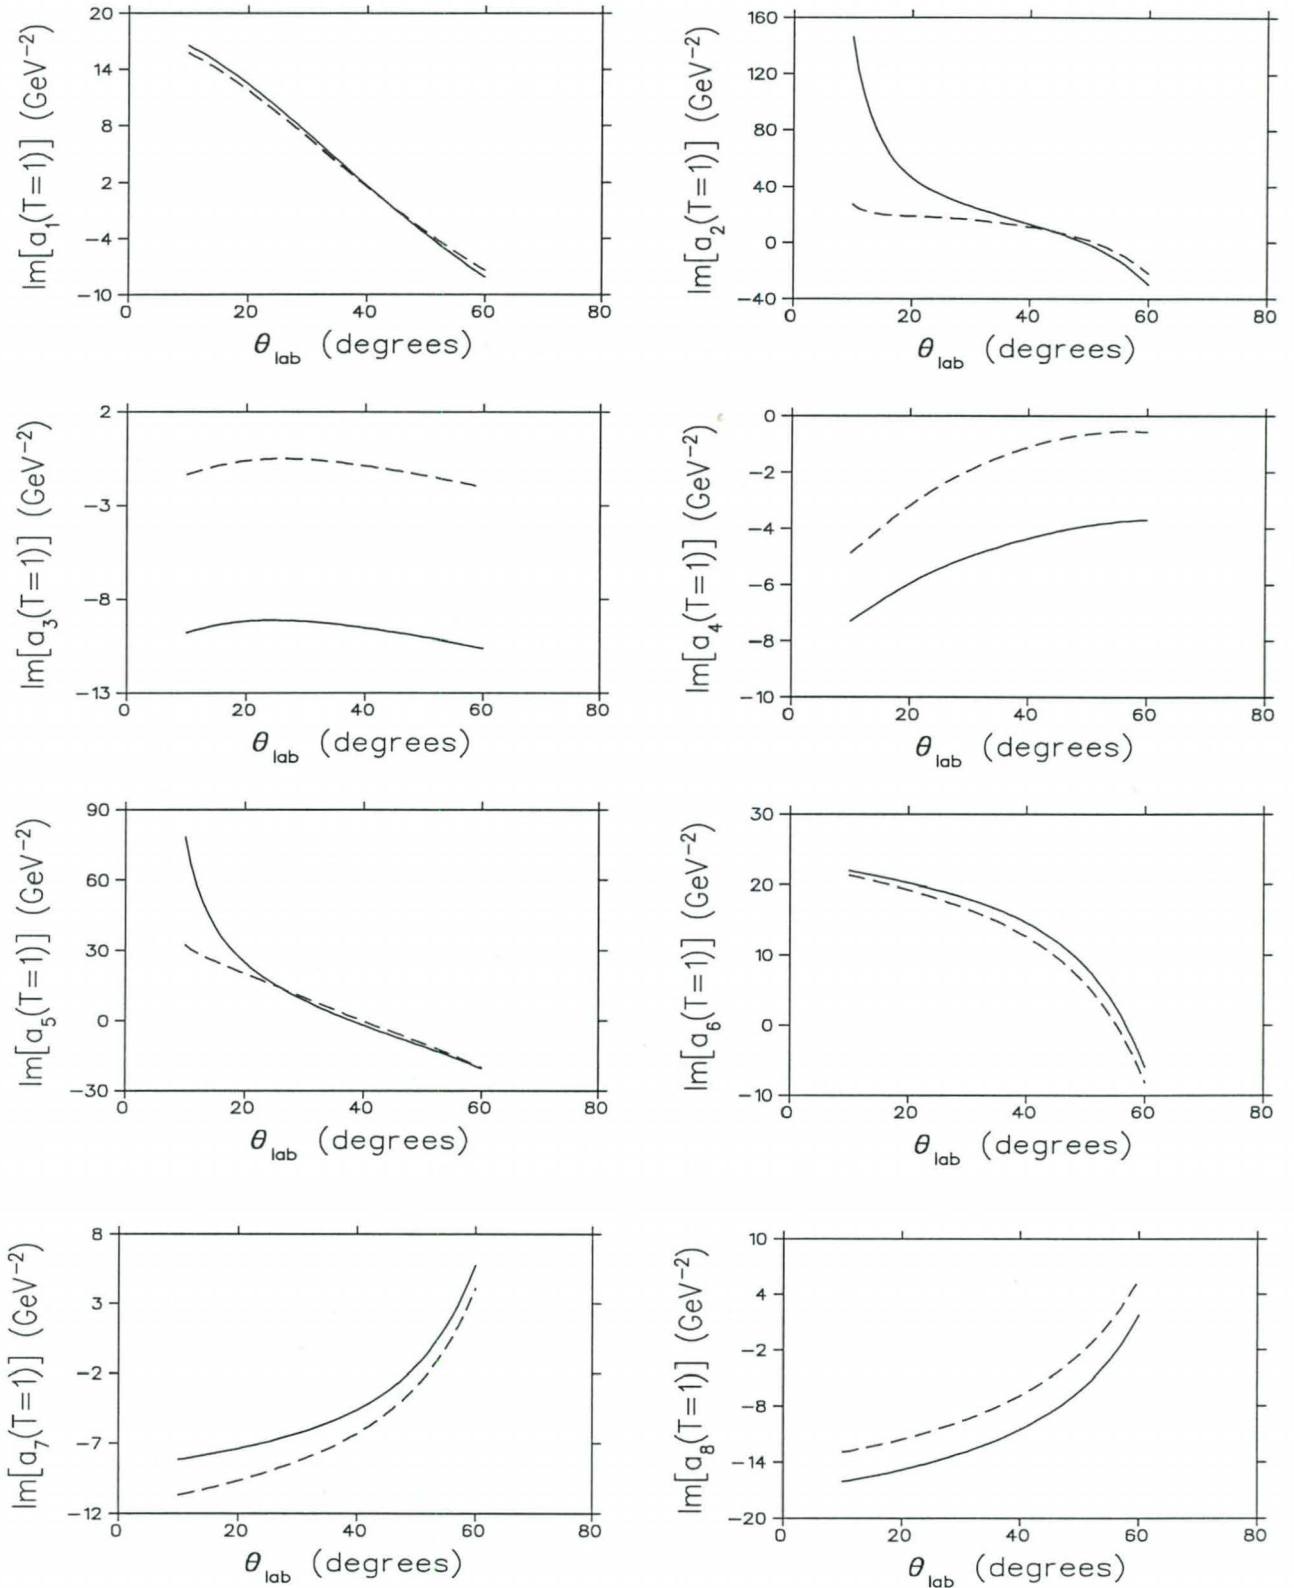 Im[a1(T=1)] (GeV−2)
20
14
8
2
−4
−10
0 20 40 60 80
θlab (degrees)
Im[a2(T=1)] (GeV−2)
160
120
80
40
0
−40
0 20 40 60 80
θlab (degrees)
Im[a3(T=1)] (GeV−2)
2
−3
−8
−13
0 20 40 60 80
θlab (degrees)
Im[a4(T=1)] (GeV−2)
0
−2
−4
−6
−8
−10
0 20 40 60 80
θlab (degrees)
Im[a5(T=1)] (GeV−2)
90
60
30
0
−30
0 20 40 60 80
θlab (degrees)
Im[a6(T=1)] (GeV−2)
30
20
10
0
−10
0 20 40 60 80
θlab (degrees)
Im[a7(T=1)] (GeV−2)
8
3
−2
−7
−12
0 20 40 60 80
θlab (degrees)
Im[a8(T=1)] (GeV−2)
10
4
−2
−8
−14
−20
0 20 40 60 80
θlab (degrees)